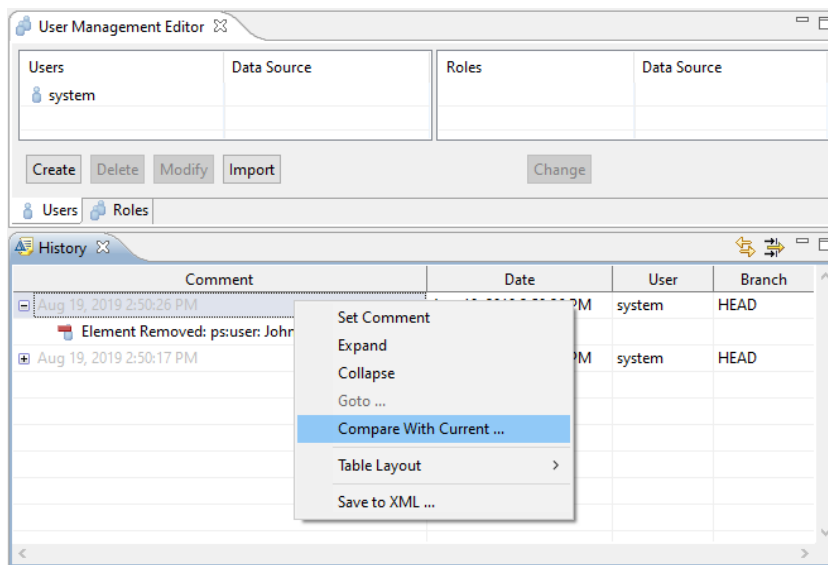 User Management Editor
Users Data Source Roles Data Source
system
Create Delete Modify Import Change
Users Roles
History
Comment Date User Branch
Aug 19, 2019 2:50:26 PM PM system HEAD
Element Removed: ps:user: John
Aug 19, 2019 2:50:17 PM PM system HEAD
Set Comment
Expand
Collapse
Goto ...
Compare With Current ...
Table Layout
Save to XML ...